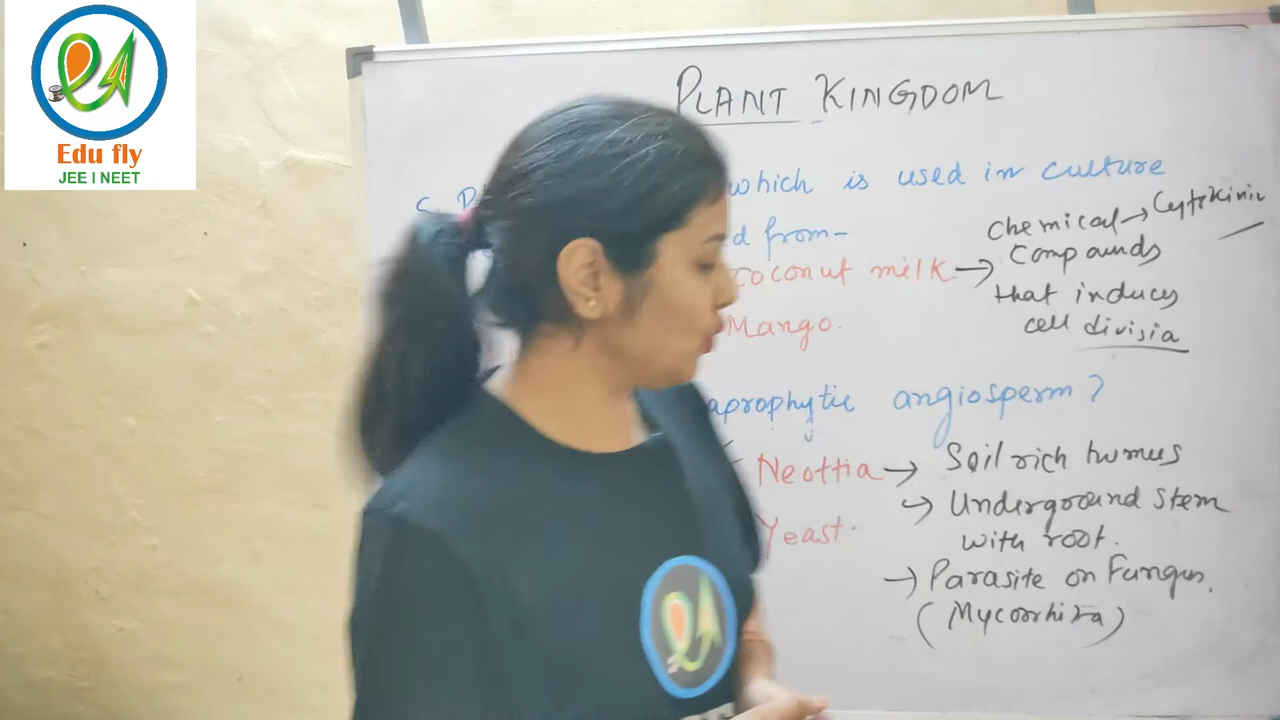 Edu fly
JEE I NEET
PLANT KINGDOM
which is used in culture
d from-
Coconut milk →
Chemical → Cytokinin
Compounds
that induces
cell divisia
Mango.
aprophytic angiosperm?
Neottia → Soil rich humus
↳ Underground stem
with root.
Yeast.
→ Parasite on Fungus.
(Mycorrhiza)